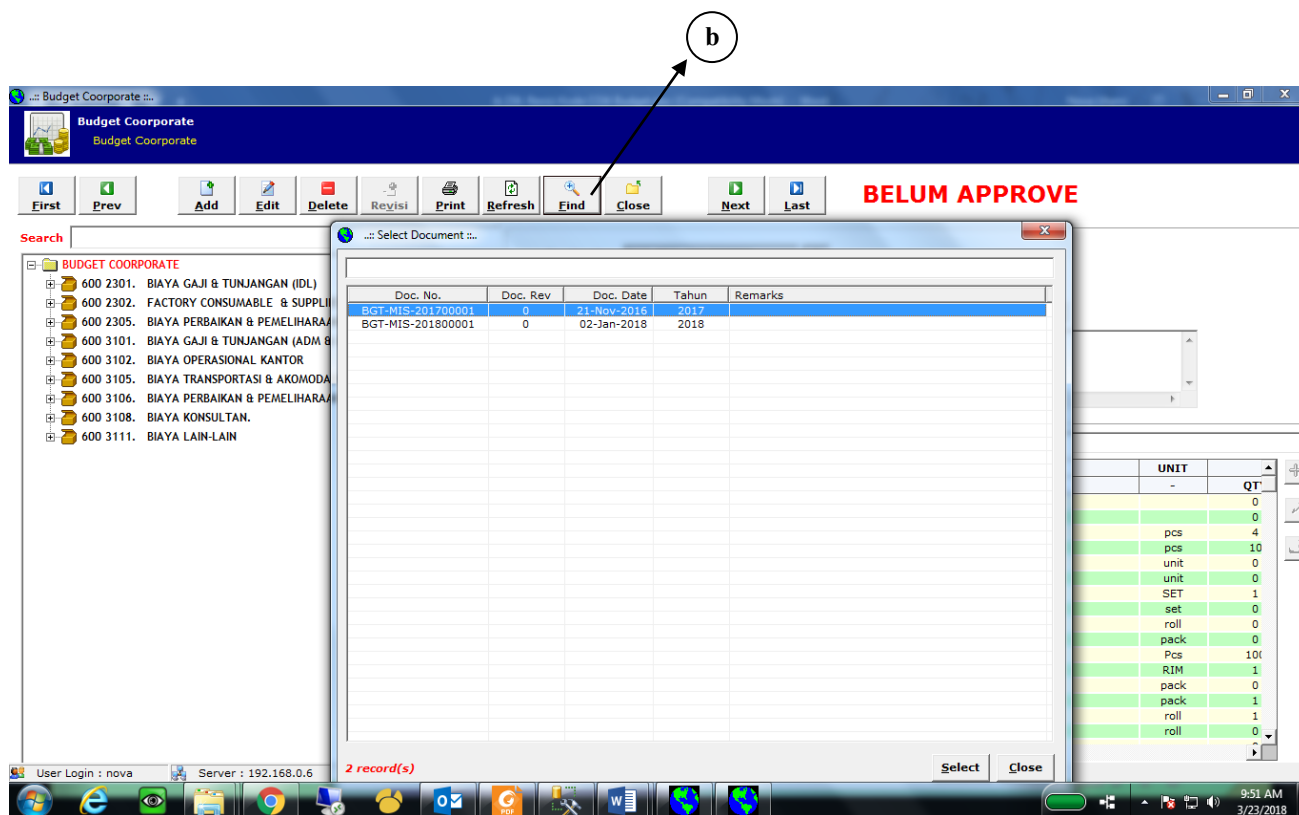 b
..:: Budget Coorporate ::..
Budget Coorporate
Budget Coorporate
First Prev Add Edit Delete Revisi Print Refresh Find Close Next Last
BELUM APPROVE
Search
BUDGET COORPORATE
600 2301. BIAYA GAJI & TUNJANGAN (IDL)
600 2302. FACTORY CONSUMABLE & SUPPLI
600 2305. BIAYA PERBAIKAN & PEMELIHARAA
600 3101. BIAYA GAJI & TUNJANGAN (ADM &
600 3102. BIAYA OPERASIONAL KANTOR
600 3105. BIAYA TRANSPORTASI & AKOMODA
600 3106. BIAYA PERBAIKAN & PEMELIHARAA
600 3108. BIAYA KONSULTAN.
600 3111. BIAYA LAIN-LAIN
..:: Select Document ::..
Doc. No. Doc. Rev Doc. Date Tahun Remarks
BGT-MIS-201700001 0 21-Nov-2016 2017
BGT-MIS-201800001 0 02-Jan-2018 2018
2 record(s)
Select Close
UNIT
- QT
0
0
pcs 4
pcs 10
unit 0
unit 0
SET 1
set 0
roll 0
pack 0
Pcs 100
RIM 1
pack 0
pack 1
roll 1
roll 0
User Login : nova Server : 192.168.0.6
9:51 AM
3/23/2018